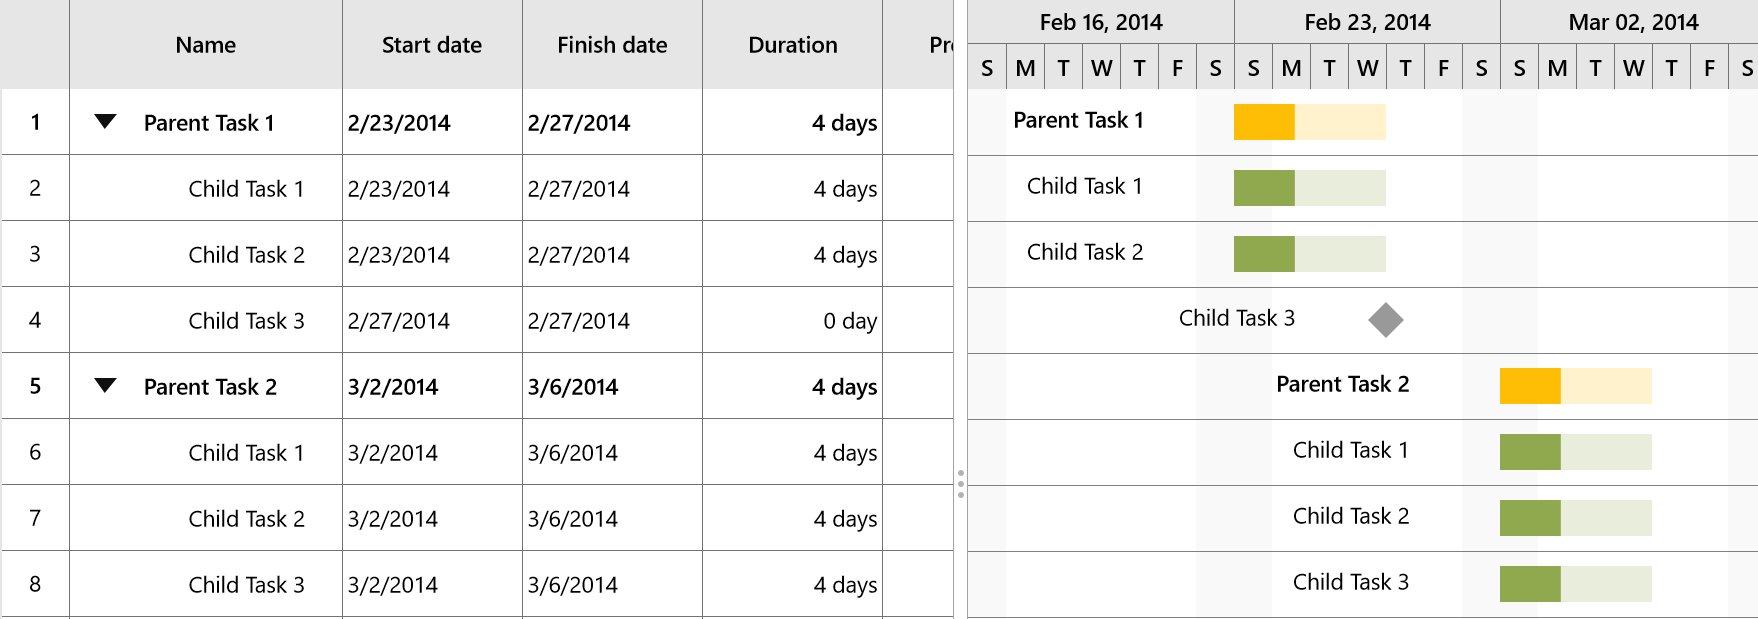 Name Start date Finish date Duration Pr
1 Parent Task 1 2/23/2014 2/27/2014 4 days
2 Child Task 1 2/23/2014 2/27/2014 4 days
3 Child Task 2 2/23/2014 2/27/2014 4 days
4 Child Task 3 2/27/2014 2/27/2014 0 day
5 Parent Task 2 3/2/2014 3/6/2014 4 days
6 Child Task 1 3/2/2014 3/6/2014 4 days
7 Child Task 2 3/2/2014 3/6/2014 4 days
8 Child Task 3 3/2/2014 3/6/2014 4 days
Feb 16, 2014 Feb 23, 2014 Mar 02, 2014
S M T W T F S S M T W T F S S M T W T F S
Parent Task 1
Child Task 1
Child Task 2
Child Task 3
Parent Task 2
Child Task 1
Child Task 2
Child Task 3